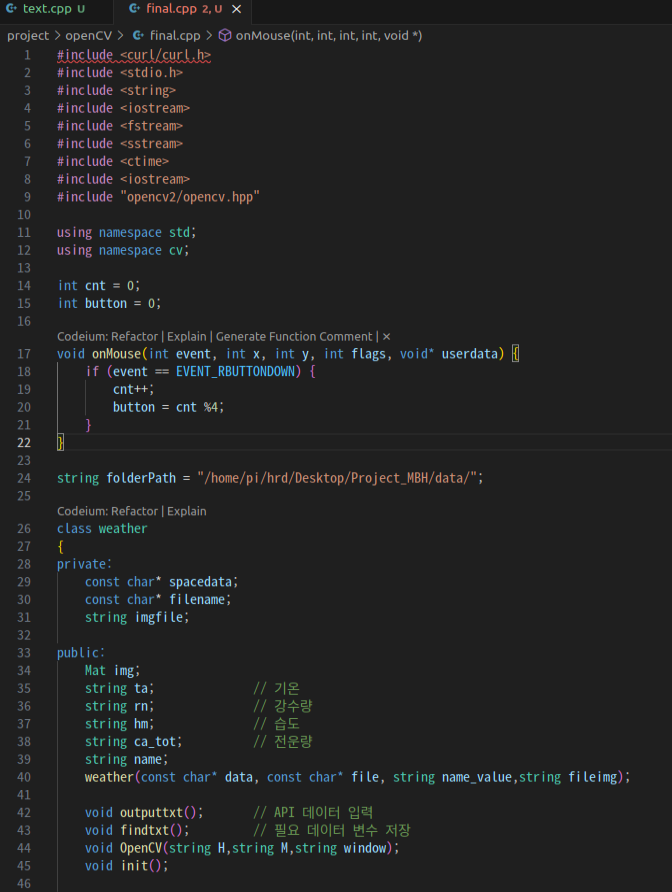 text.cpp U
final.cpp 2, U
project > openCV > final.cpp > onMouse(int, int, int, int, void *)
1 #include <curl/curl.h>
2 #include <stdio.h>
3 #include <string>
4 #include <iostream>
5 #include <fstream>
6 #include <sstream>
7 #include <ctime>
8 #include <iostream>
9 #include "opencv2/opencv.hpp"
10
11 using namespace std;
12 using namespace cv;
13
14 int cnt = 0;
15 int button = 0;
16
Codeium: Refactor | Explain | Generate Function Comment | ×
17 void onMouse(int event, int x, int y, int flags, void* userdata) {
18 if (event == EVENT_RBUTTONDOWN) {
19 cnt++;
20 button = cnt %4;
21 }
22 }
23
24 string folderPath = "/home/pi/hrd/Desktop/Project_MBH/data/";
25
Codeium: Refactor | Explain
26 class weather
27 {
28 private:
29 const char* spacedata;
30 const char* filename;
31 string imgfile;
32
33 public:
34 Mat img;
35 string ta; // 기온
36 string rn; // 강수량
37 string hm; // 습도
38 string ca_tot; // 전운량
39 string name;
40 weather(const char* data, const char* file, string name_value,string fileimg);
41
42 void outputtxt(); // API 데이터 입력
43 void findtxt(); // 필요 데이터 변수 저장
44 void OpenCV(string H,string M,string window);
45 void init();
46